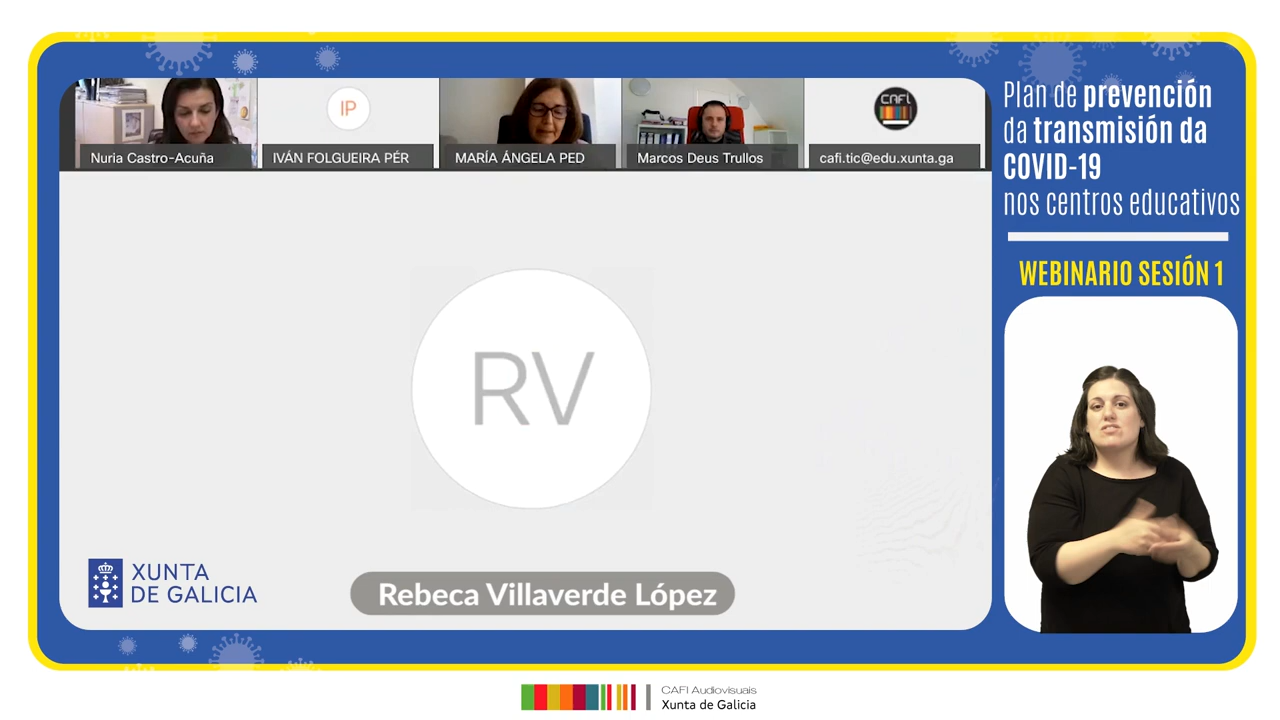 IP
CAFi
Nuria Castro-Acuña
IVÁN FOLGUEIRA PÉR
MARÍA ÁNGELA PED
Marcos Deus Trullos
cafi.tic@edu.xunta.ga
RV
Rebeca Villaverde López
XUNTA
DE GALICIA
Plan de prevención
da transmisión da
COVID-19
nos centros educativos
WEBINARIO SESIÓN 1
CAFI Audiovisuais
Xunta de Galicia